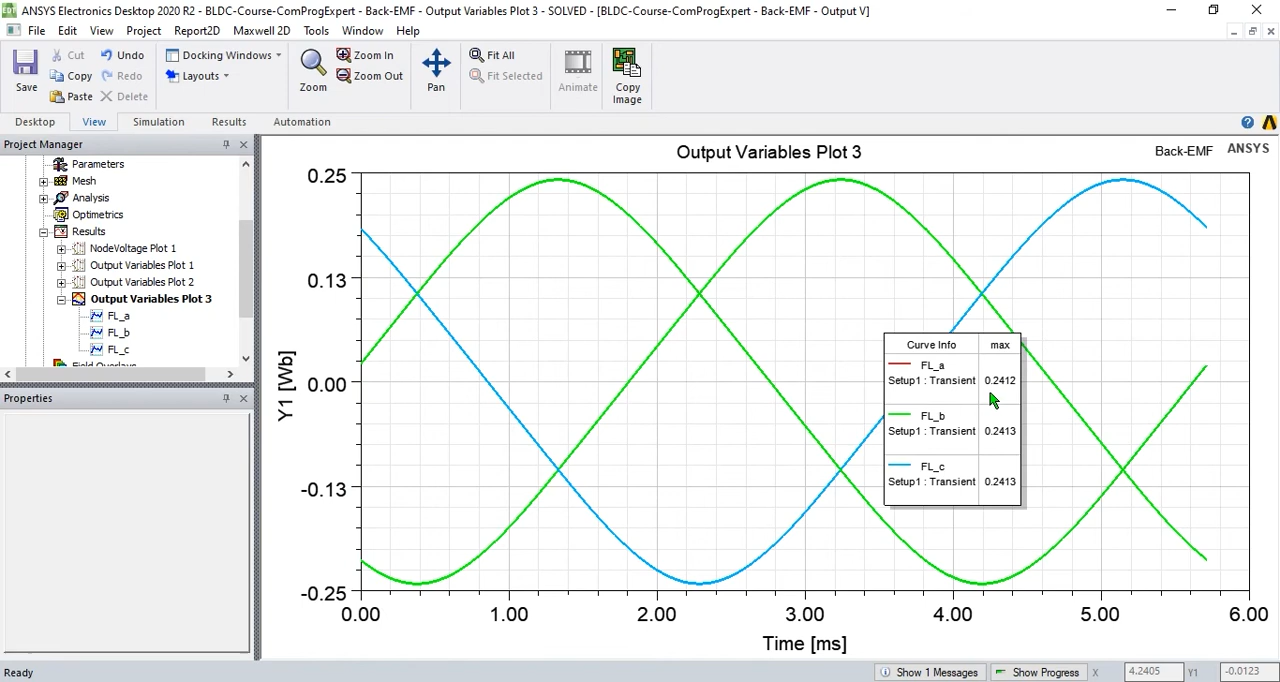 ANSYS Electronics Desktop 2020 R2 - BLDC-Course-ComProgExpert - Back-EMF - Output Variables Plot 3 - SOLVED - [BLDC-Course-ComProgExpert - Back-EMF - Output V]
File Edit View Project Report2D Maxwell 2D Tools Window Help
Save
Cut
Copy
Paste
Undo
Redo
Delete
Docking Windows
Layouts
Zoom
Zoom In
Zoom Out
Pan
Fit All
Fit Selected
Animate
Copy
Image
Desktop View Simulation Results Automation
Project Manager
Parameters
Mesh
Analysis
Optimetrics
Results
NodeVoltage Plot 1
Output Variables Plot 1
Output Variables Plot 2
Output Variables Plot 3
FL_a
FL_b
FL_c
Field Overlays
Properties
Output Variables Plot 3
Back-EMF ANSYS
Y1 [Wb]
0.25
0.13
0.00
-0.13
-0.25
0.00 1.00 2.00 3.00 4.00 5.00 6.00
Time [ms]
Curve Info max
FL_a
Setup1 : Transient 0.2412
FL_b
Setup1 : Transient 0.2413
FL_c
Setup1 : Transient 0.2413
Ready
Show 1 Messages Show Progress X 4.2405 Y1 -0.0123